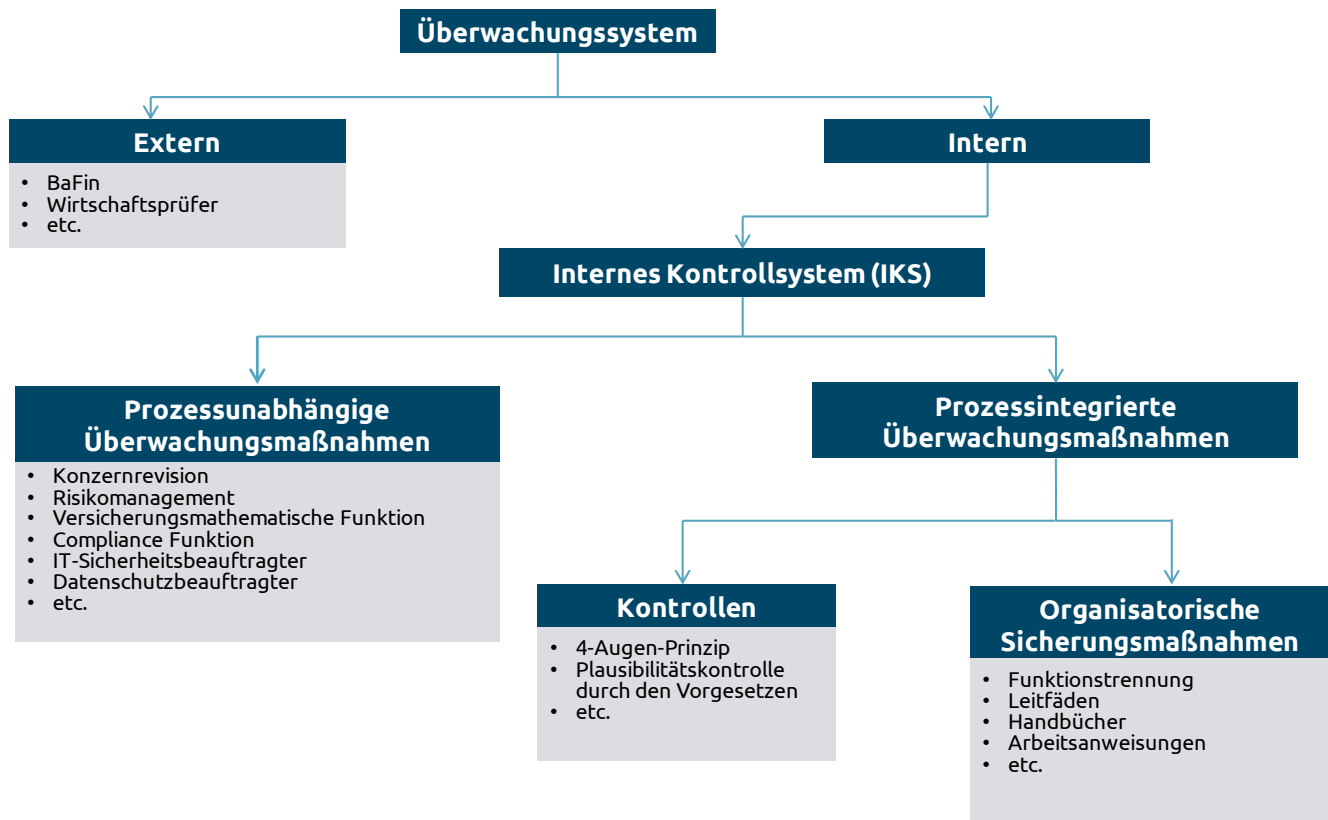 Überwachungssystem
Extern
• BaFin
• Wirtschaftsprüfer
• etc.
Intern
Internes Kontrollsystem (IKS)
Prozessunabhängige
Überwachungsmaßnahmen
• Konzernrevision
• Risikomanagement
• Versicherungsmathematische Funktion
• Compliance Funktion
• IT-Sicherheitsbeauftragter
• Datenschutzbeauftragter
• etc.
Prozessintegrierte
Überwachungsmaßnahmen
Kontrollen
• 4-Augen-Prinzip
• Plausibilitätskontrolle
durch den Vorgesetzen
• etc.
Organisatorische
Sicherungsmaßnahmen
• Funktionstrennung
• Leitfäden
• Handbücher
• Arbeitsanweisungen
• etc.